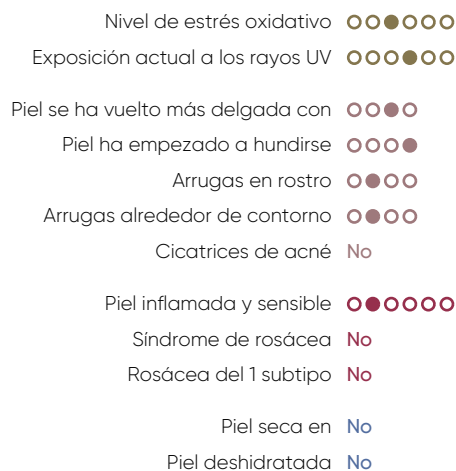 Nivel de estrés oxidativo
Exposición actual a los rayos UV
Piel se ha vuelto más delgada con
Piel ha empezado a hundirse
Arrugas en rostro
Arrugas alrededor de contorno
Cicatrices de acné No
Piel inflamada y sensible
Síndrome de rosácea No
Rosácea del 1 subtipo No
Piel seca en No
Piel deshidratada No